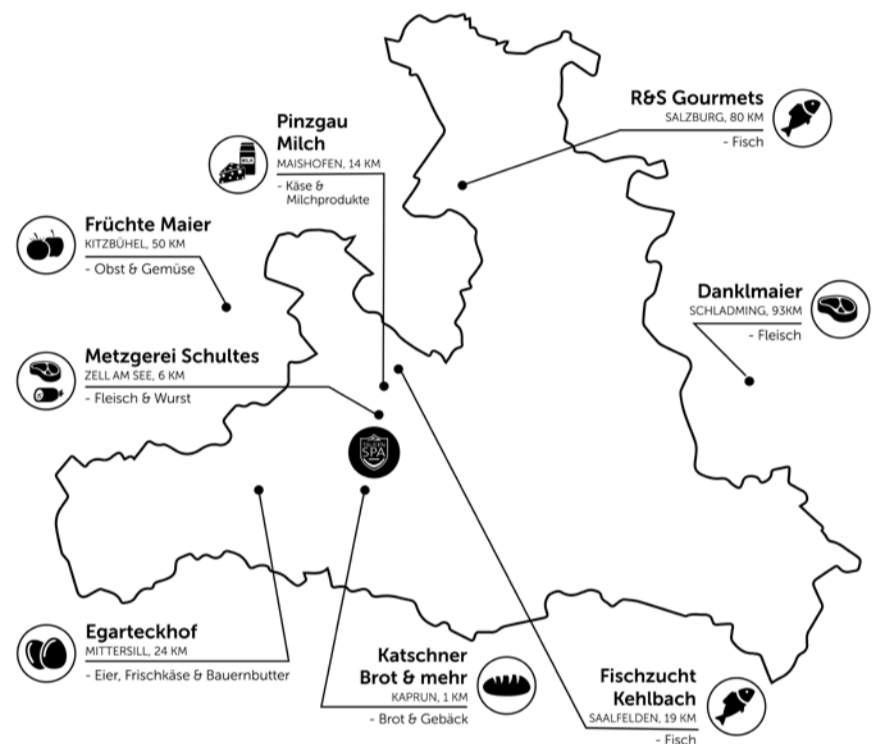 R&S Gourmets
SALZBURG, 80 KM
- Fisch
Pinzgau
Milch
MAISHOFEN, 14 KM
- Käse &
Milchprodukte
MILK
Früchte Maier
KITZBÜHEL, 50 KM
- Obst & Gemüse
Danklmaier
SCHLADMING, 93KM
- Fleisch
Metzgerei Schultes
ZELL AM SEE, 6 KM
- Fleisch & Wurst
TAUERN
SPA
Egarteckhof
MITTERSILL, 24 KM
- Eier, Frischkäse & Bauernbutter
Katschner
Brot & mehr
KAPRUN, 1 KM
- Brot & Gebäck
Fischzucht
Kehlbach
SAALFELDEN, 19 KM
- Fisch